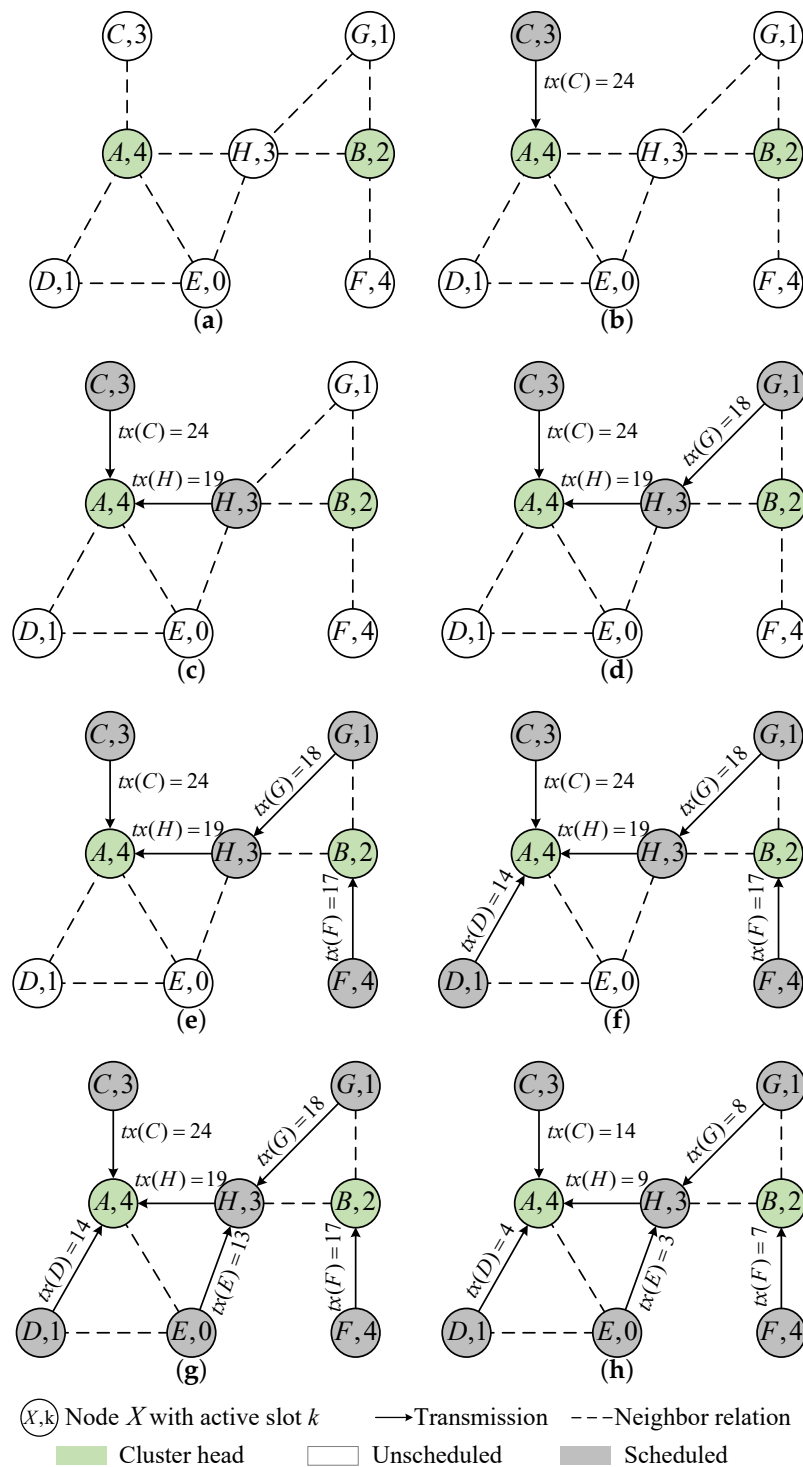 C,3 G,1 C,3 G,1
tx(C) = 24
A,4 H,3 B,2 A,4 H,3 B,2
D,1 E,0 F,4 D,1 E,0 F,4
(a) (b)
C,3 G,1 C,3 G,1
tx(C) = 24 tx(C) = 24 tx(G) = 18
tx(H) = 19 tx(H) = 19
A,4 H,3 B,2 A,4 H,3 B,2
D,1 E,0 F,4 D,1 E,0 F,4
(c) (d)
C,3 G,1 C,3 G,1
tx(C) = 24 tx(G) = 18 tx(C) = 24 tx(G) = 18
tx(H) = 19 tx(H) = 19
A,4 H,3 B,2 A,4 H,3 B,2
tx(F) = 17 tx(D) = 14 tx(F) = 17
D,1 E,0 F,4 D,1 E,0 F,4
(e) (f)
C,3 G,1 C,3 G,1
tx(C) = 24 tx(G) = 18 tx(C) = 14 tx(G) = 8
tx(H) = 19 tx(H) = 9
A,4 H,3 B,2 A,4 H,3 B,2
tx(D) = 14 tx(E) = 13 tx(F) = 17 tx(D) = 4 tx(E) = 3 tx(F) = 7
D,1 E,0 F,4 D,1 E,0 F,4
(g) (h)
X,k Node X with active slot k Transmission Neighbor relation
Cluster head Unscheduled Scheduled